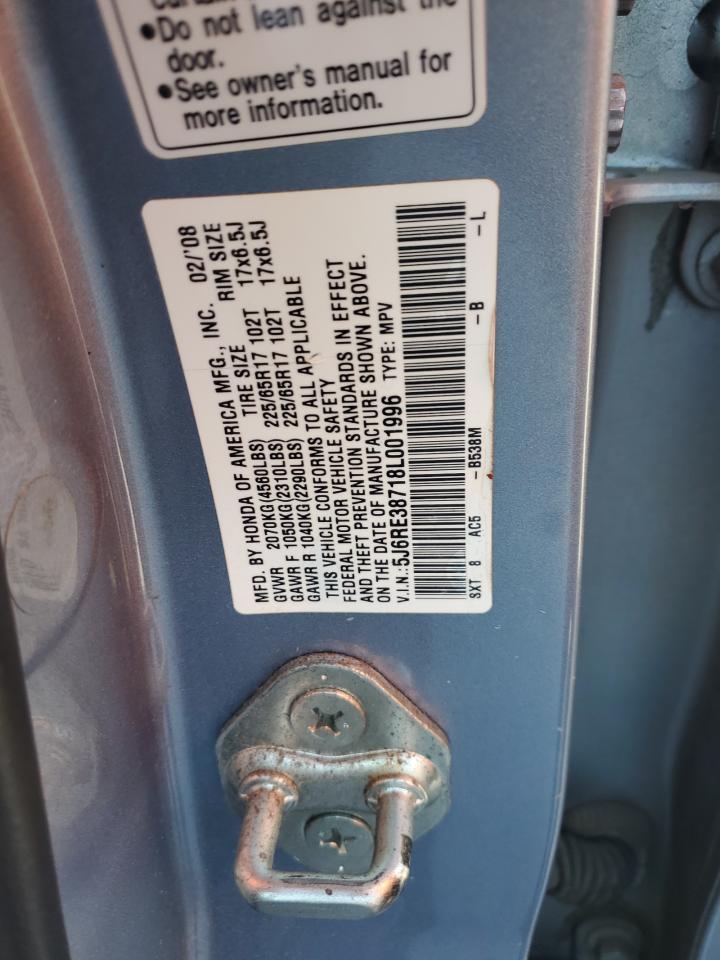 •Do not lean against the
door.
•See owner's manual for
more information.
MFD. BY HONDA OF AMERICA MFG., INC. 02/'08
GVWR 2070KG(4560LBS) TIRE SIZE RIM SIZE
GAWR F 1050KG(2310LBS) 225/65R17 102T 17x6.5J
GAWR R 1040KG(2290LBS) 225/65R17 102T 17x6.5J
THIS VEHICLE CONFORMS TO ALL APPLICABLE
FEDERAL MOTOR VEHICLE SAFETY
AND THEFT PREVENTION STANDARDS IN EFFECT
ON THE DATE OF MANUFACTURE SHOWN ABOVE.
V.I.N.: 5J6RE38718L001996 TYPE: MPV
SXT 8 AC5 -B538M -B -L